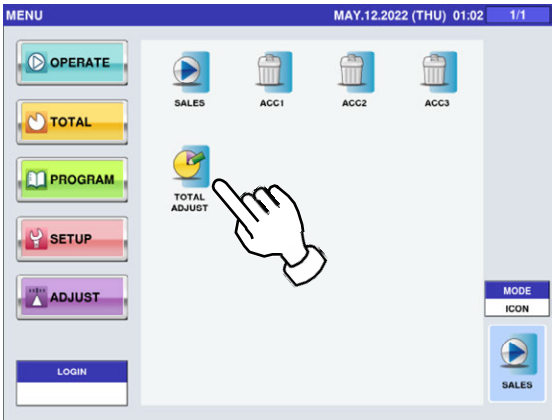 MENU
MAY.12.2022 (THU) 01:02
1/1
OPERATE
TOTAL
PROGRAM
SETUP
ADJUST
LOGIN
SALES
ACC1
ACC2
ACC3
TOTAL
ADJUST
MODE
ICON
SALES